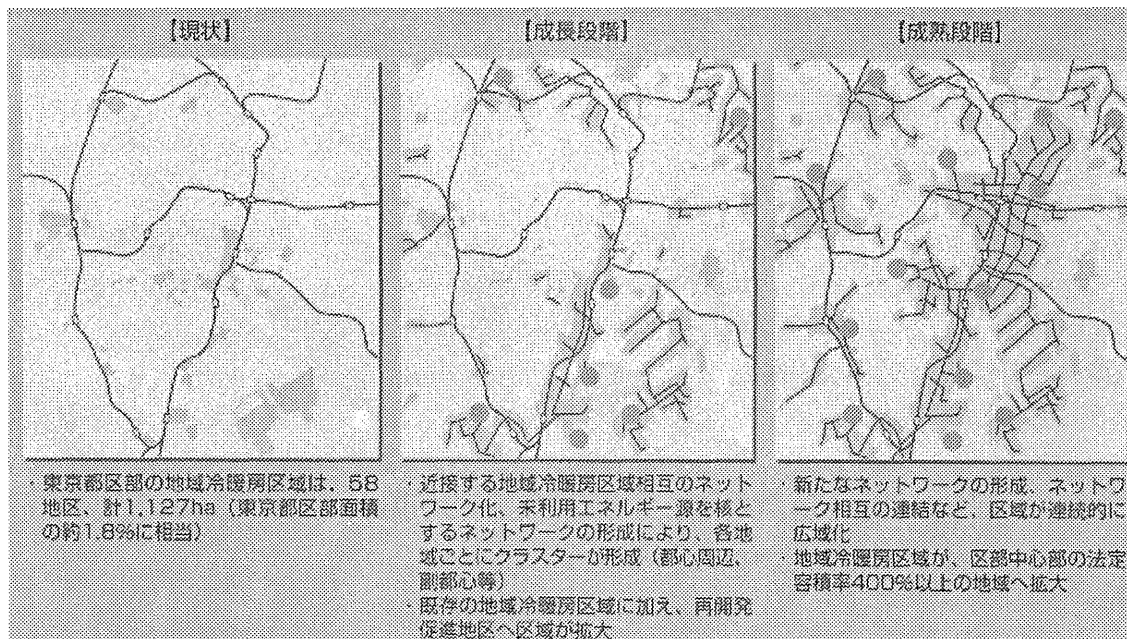 【現状】
・東京都区部の地域冷暖房区域は、58
地区、計1,127ha（東京都区部面積
の約1.8%に相当）
【成長段階】
・近接する地域冷暖房区域相互のネット
ワーク化、未利用エネルギー源を核と
するネットワークの形成により、各地
域ごとにクラスターが形成（都心周辺、
副都心等）
・既存の地域冷暖房区域に加え、再開発
促進地区へ区域が拡大
【成熟段階】
・新たなネットワークの形成、ネットワ
ーク相互の連結など、区域が連続的に
広域化
・地域冷暖房区域が、区部中心部の法定
容積率400%以上の地域へ拡大